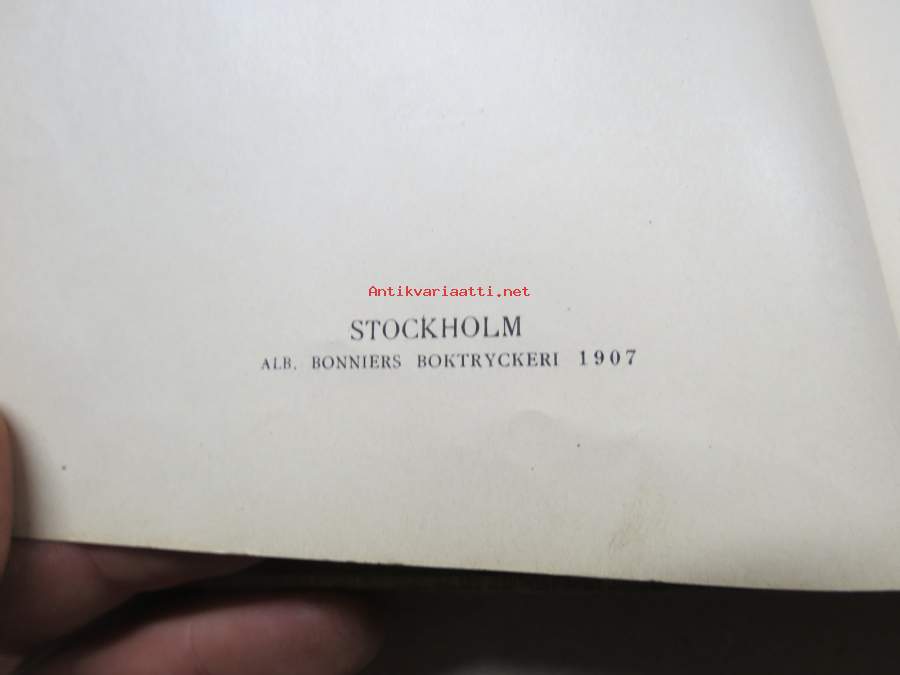 Antikvariaatti.net
STOCKHOLM
ALB. BONNIERS BOKTRYCKERI 1907